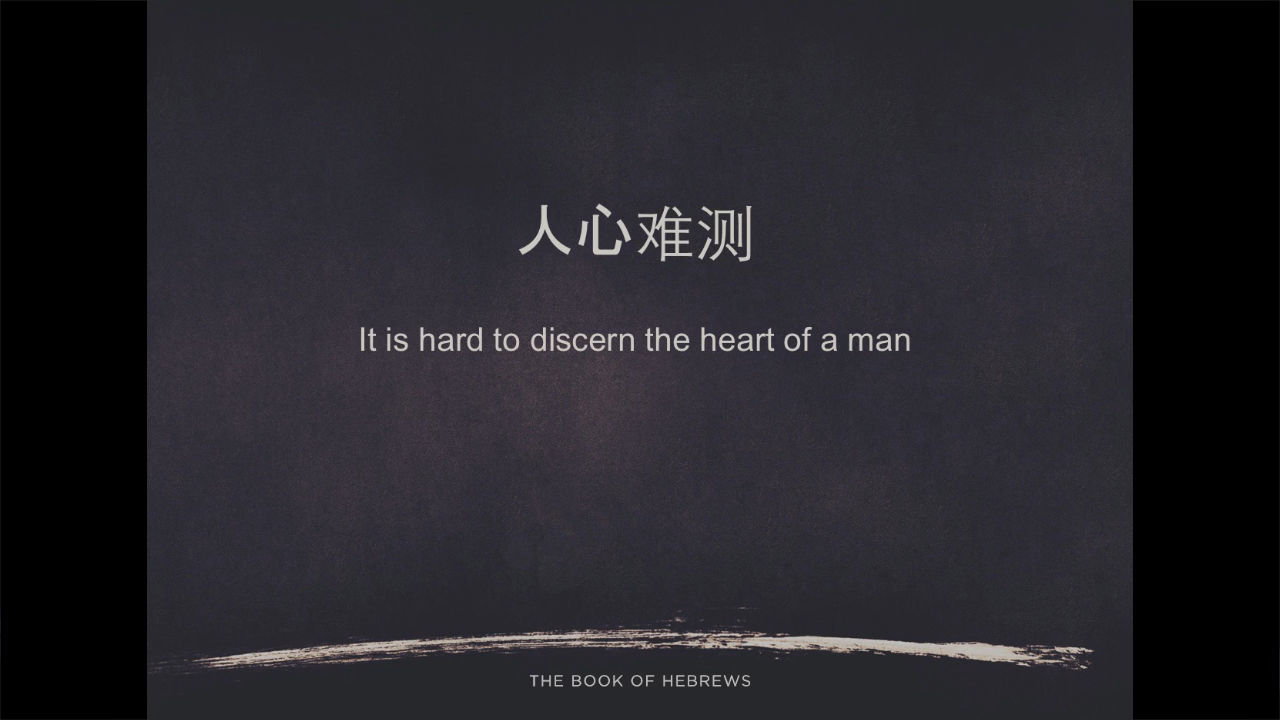 人心难测
It is hard to discern the heart of a man
THE BOOK OF HEBREWS